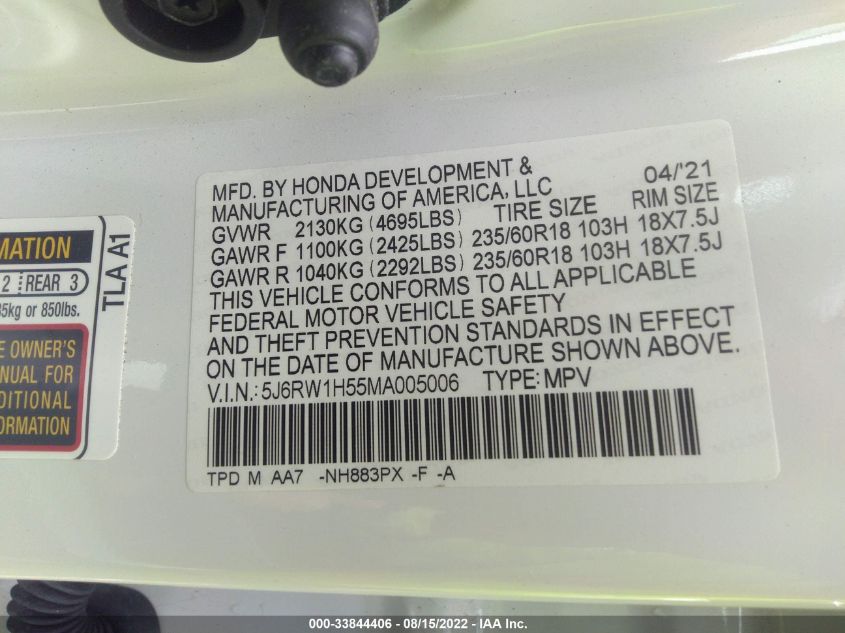 MFD. BY HONDA DEVELOPMENT & 04/'21
MANUFACTURING OF AMERICA, LLC
GVWR 2130KG (4695LBS) TIRE SIZE RIM SIZE
GAWR F 1100KG (2425LBS) 235/60R18 103H 18X7.5J
GAWR R 1040KG (2292LBS) 235/60R18 103H 18X7.5J
THIS VEHICLE CONFORMS TO ALL APPLICABLE
FEDERAL MOTOR VEHICLE SAFETY
AND THEFT PREVENTION STANDARDS IN EFFECT
ON THE DATE OF MANUFACTURE SHOWN ABOVE.
V.I.N.: 5J6RW1H55MA005006 TYPE: MPV
TPD M AA7 -NH883PX -F -A
MATION
2 REAR 3
35kg or 850lbs.
E OWNER'S
NUAL FOR
DITIONAL
FORMATION
TLA A1
000-33844406 - 08/15/2022 - IAA Inc.